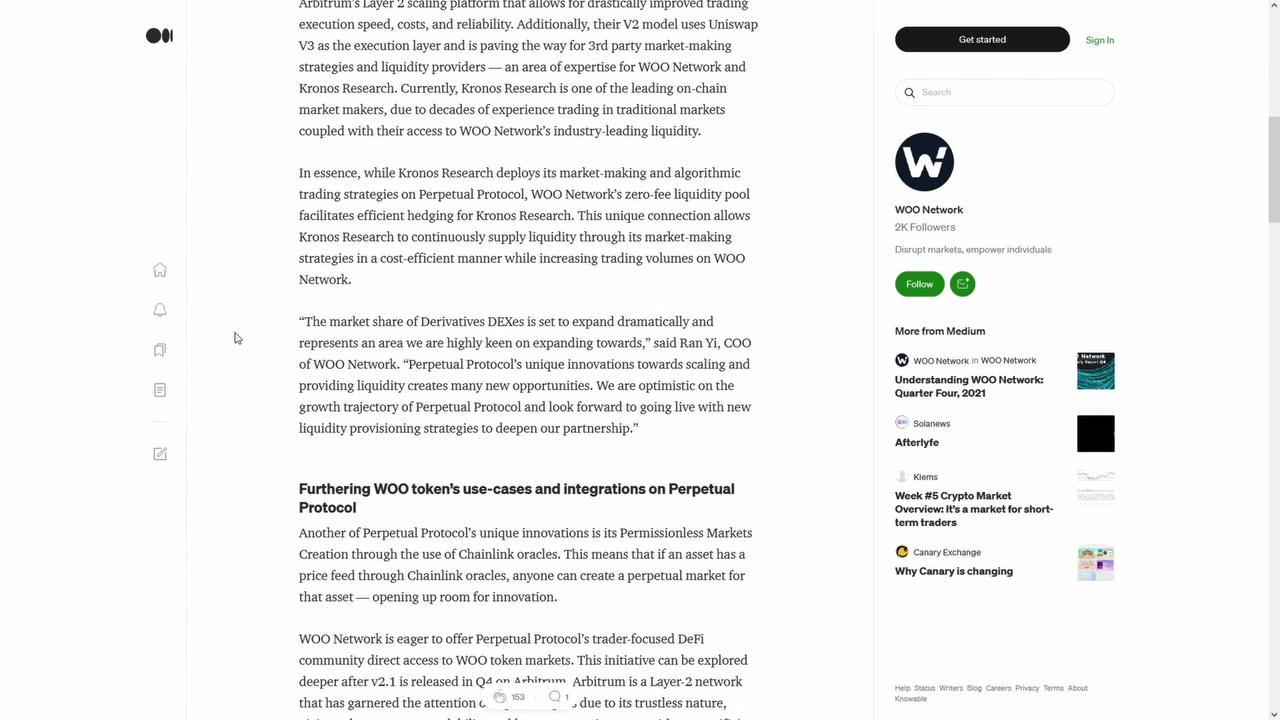 Arbitrum's Layer 2 scaling platform that allows for drastically improved trading
execution speed, costs, and reliability. Additionally, their V2 model uses Uniswap
V3 as the execution layer and is paving the way for 3rd party market-making
strategies and liquidity providers — an area of expertise for WOO Network and
Kronos Research. Currently, Kronos Research is one of the leading on-chain
market makers, due to decades of experience trading in traditional markets
coupled with their access to WOO Network's industry-leading liquidity.
In essence, while Kronos Research deploys its market-making and algorithmic
trading strategies on Perpetual Protocol, WOO Network's zero-fee liquidity pool
facilitates efficient hedging for Kronos Research. This unique connection allows
Kronos Research to continuously supply liquidity through its market-making
strategies in a cost-efficient manner while increasing trading volumes on WOO
Network.
“The market share of Derivatives DEXes is set to expand dramatically and
represents an area we are highly keen on expanding towards,” said Ran Yi, COO
of WOO Network. “Perpetual Protocol's unique innovations towards scaling and
providing liquidity creates many new opportunities. We are optimistic on the
growth trajectory of Perpetual Protocol and look forward to going live with new
liquidity provisioning strategies to deepen our partnership.”
Furthering WOO token's use-cases and integrations on Perpetual
Protocol
Another of Perpetual Protocol's unique innovations is its Permissionless Markets
Creation through the use of Chainlink oracles. This means that if an asset has a
price feed through Chainlink oracles, anyone can create a perpetual market for
that asset — opening up room for innovation.
WOO Network is eager to offer Perpetual Protocol's trader-focused DeFi
community direct access to WOO token markets. This initiative can be explored
deeper after v2.1 is released in Q4 on Arbitrum. Arbitrum is a Layer-2 network
that has garnered the attention due to its trustless nature,
153 1
Get started Sign In
Search
WOO Network
2K Followers
Disrupt markets, empower individuals
Follow
More from Medium
WOO Network in WOO Network
Understanding WOO Network:
Quarter Four, 2021
Solanews
Afterlyfe
Klems
Week #5 Crypto Market
Overview: It's a market for short-
term traders
Canary Exchange
Why Canary is changing
Help Status Writers Blog Careers Privacy Terms About
Knowable